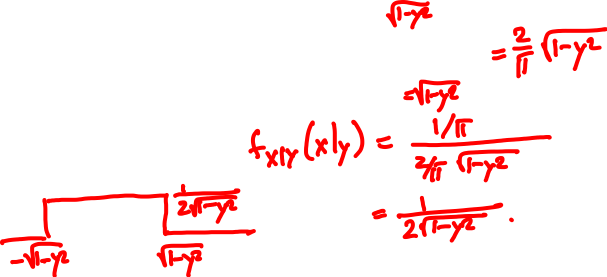 √(1-y²)
= 2/π √(1-y²)
=√(1-y²)
f_{X|Y}(x|y) = (1/π) / (2/π √(1-y²))
= 1 / (2√(1-y²)) .
1 / (2√(1-y²))
-√(1-y²) √(1-y²)